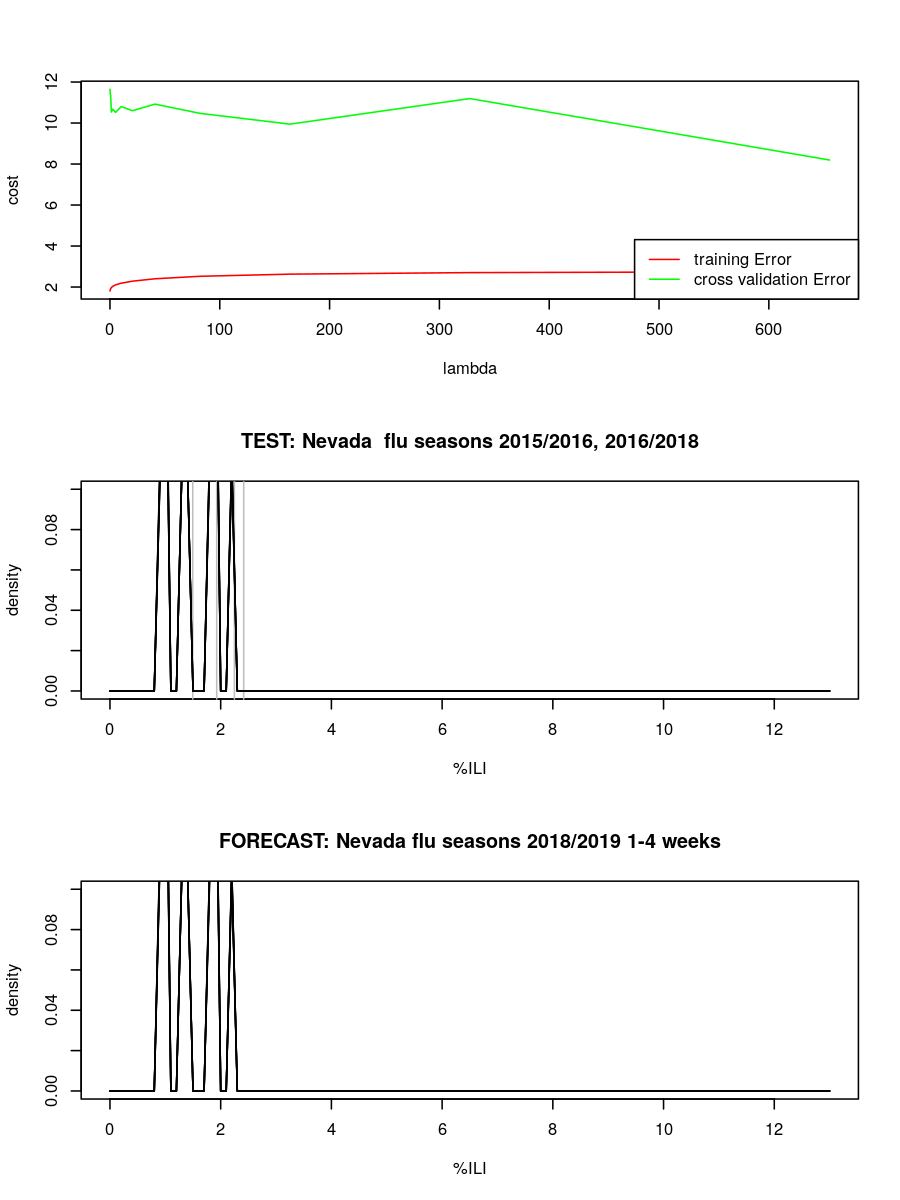 12
10
8
6
4
2
cost
training Error
cross validation Error
0 100 200 300 400 500 600
lambda
TEST: Nevada  flu seasons 2015/2016, 2016/2018
0.08
0.04
0.00
density
0 2 4 6 8 10 12
%ILI
FORECAST: Nevada flu seasons 2018/2019 1-4 weeks
0.08
0.04
0.00
density
0 2 4 6 8 10 12
%ILI